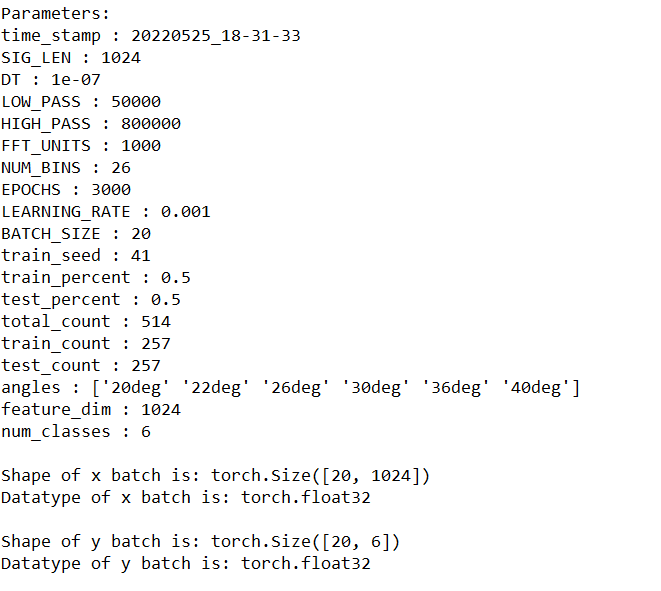 Parameters:
time_stamp : 20220525_18-31-33
SIG_LEN : 1024
DT : 1e-07
LOW_PASS : 50000
HIGH_PASS : 800000
FFT_UNITS : 1000
NUM_BINS : 26
EPOCHS : 3000
LEARNING_RATE : 0.001
BATCH_SIZE : 20
train_seed : 41
train_percent : 0.5
test_percent : 0.5
total_count : 514
train_count : 257
test_count : 257
angles : ['20deg' '22deg' '26deg' '30deg' '36deg' '40deg']
feature_dim : 1024
num_classes : 6
Shape of x batch is: torch.Size([20, 1024])
Datatype of x batch is: torch.float32
Shape of y batch is: torch.Size([20, 6])
Datatype of y batch is: torch.float32